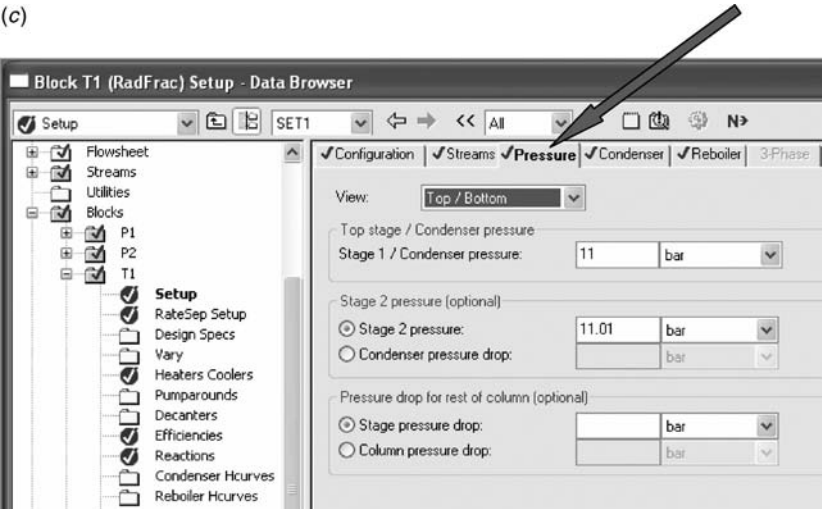 (c)
Block T1 (RadFrac) Setup - Data Browser
Setup SET1 << All N>
Flowsheet
Streams
Utilities
Blocks
P1
P2
T1
Setup
RateSep Setup
Design Specs
Vary
Heaters Coolers
Pumparounds
Decanters
Efficiencies
Reactions
Condenser Hcurves
Reboiler Hcurves
Configuration Streams Pressure Condenser Reboiler 3-Phase
View: Top / Bottom
Top stage / Condenser pressure
Stage 1 / Condenser pressure: 11 bar
Stage 2 pressure (optional)
Stage 2 pressure: 11.01 bar
Condenser pressure drop: bar
Pressure drop for rest of column (optional)
Stage pressure drop: bar
Column pressure drop: bar